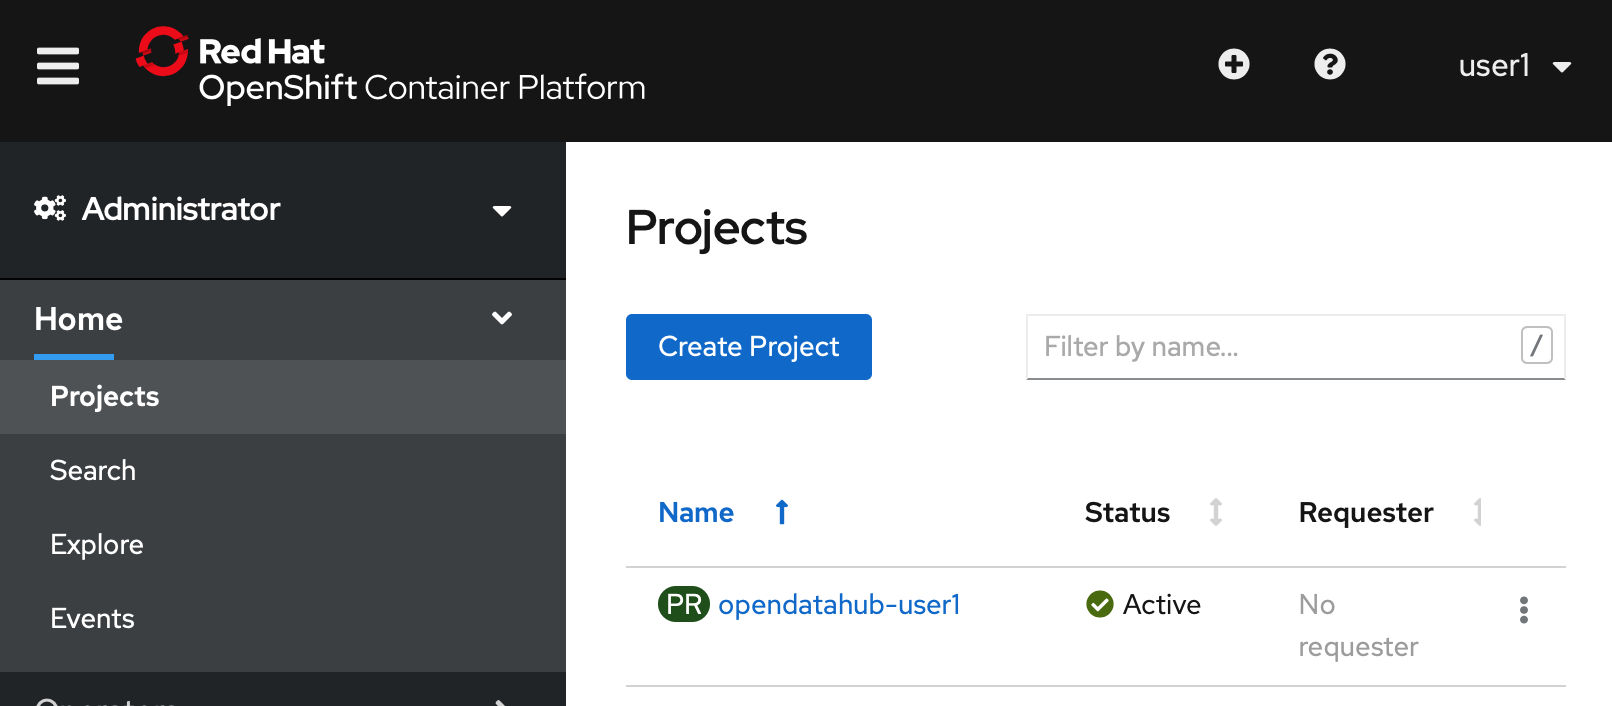 Red Hat
OpenShift Container Platform
user1
Administrator
Home
Projects
Search
Explore
Events
Projects
Create Project
Filter by name...
/
Name
Status
Requester
PR opendatahub-user1
Active
No
requester